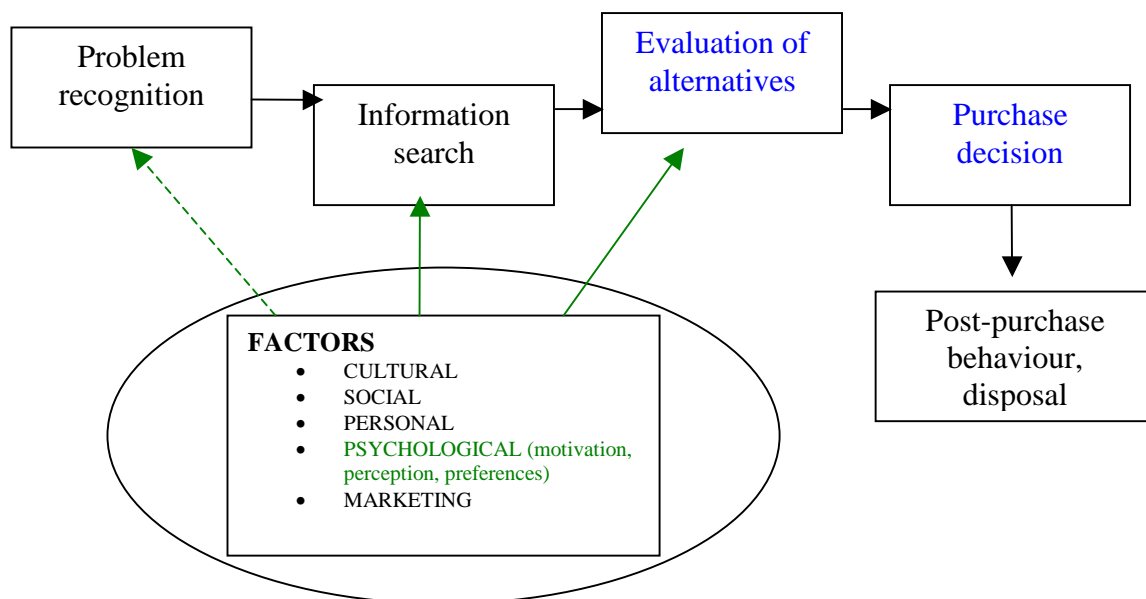 Problem
recognition
Information
search
Evaluation of
alternatives
Purchase
decision
Post-purchase
behaviour,
disposal
FACTORS
• CULTURAL
• SOCIAL
• PERSONAL
• PSYCHOLOGICAL (motivation,
perception, preferences)
• MARKETING